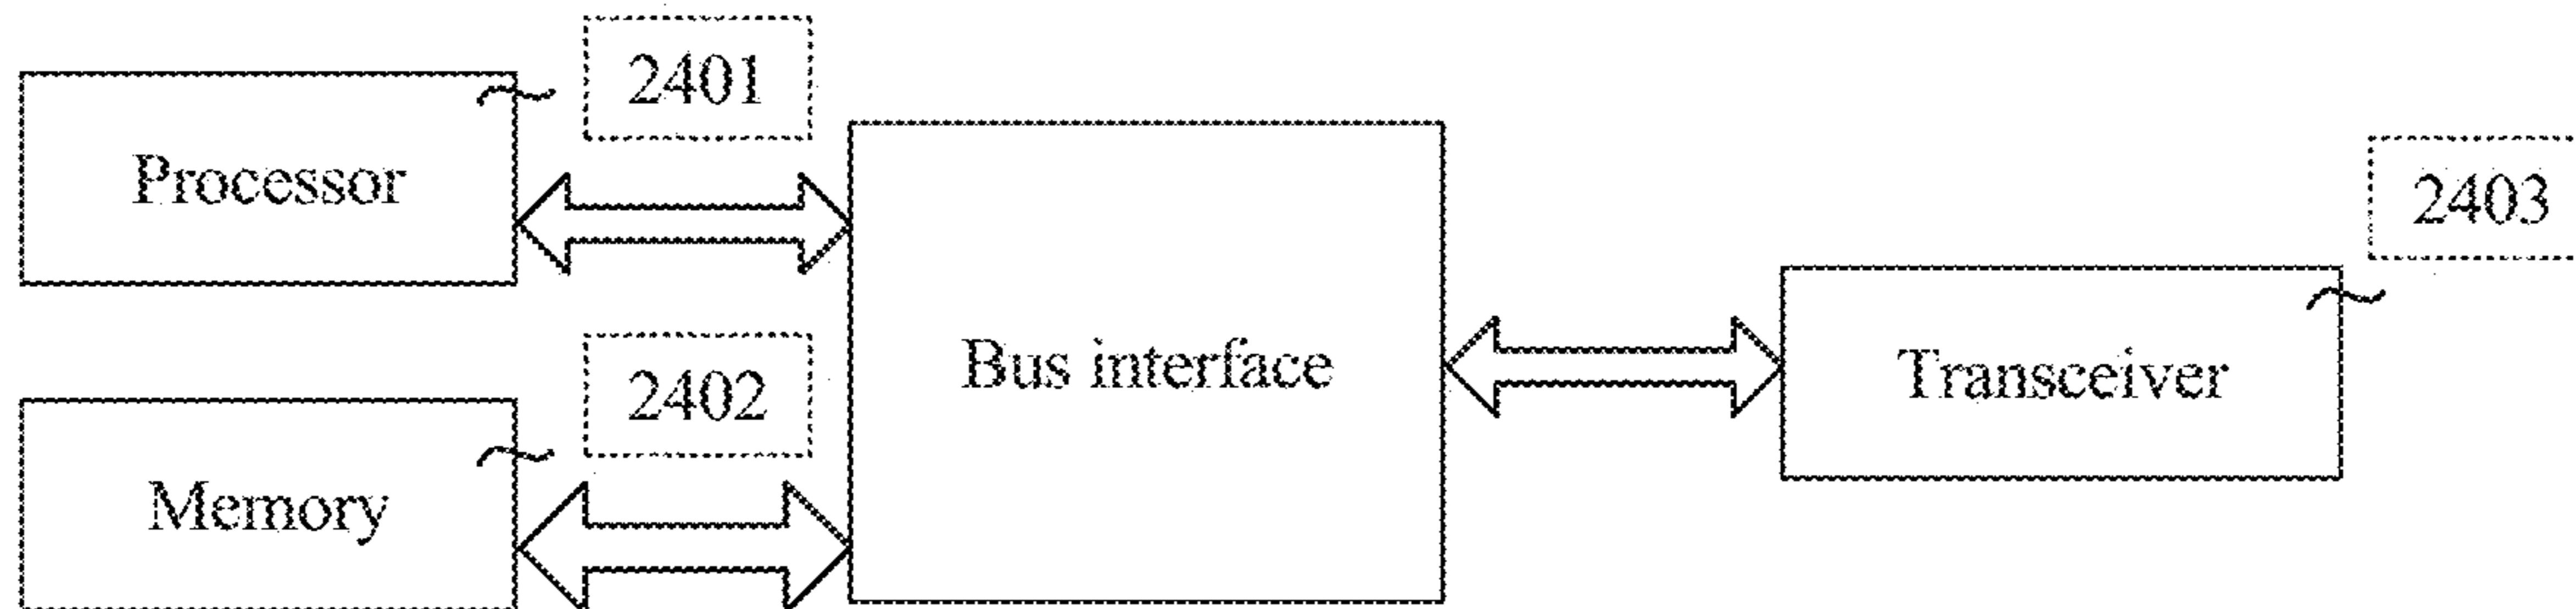 2401
Processor
2403
Bus interface
Transceiver
2402
Memory